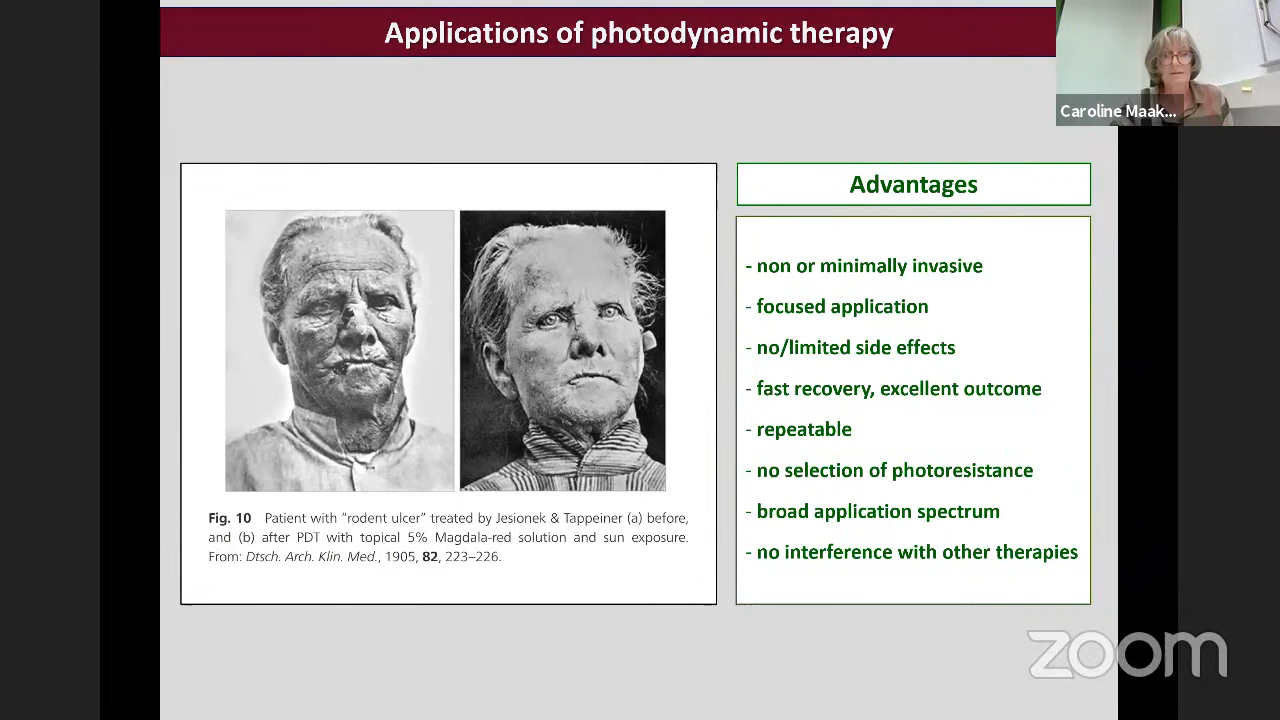 Applications of photodynamic therapy
Caroline Maak...
Fig. 10 Patient with “rodent ulcer” treated by Jesionek & Tappeiner (a) before,
and (b) after PDT with topical 5% Magdala-red solution and sun exposure.
From: Dtsch. Arch. Klin. Med., 1905, 82, 223–226.
Advantages
- non or minimally invasive
- focused application
- no/limited side effects
- fast recovery, excellent outcome
- repeatable
- no selection of photoresistance
- broad application spectrum
- no interference with other therapies
zoom